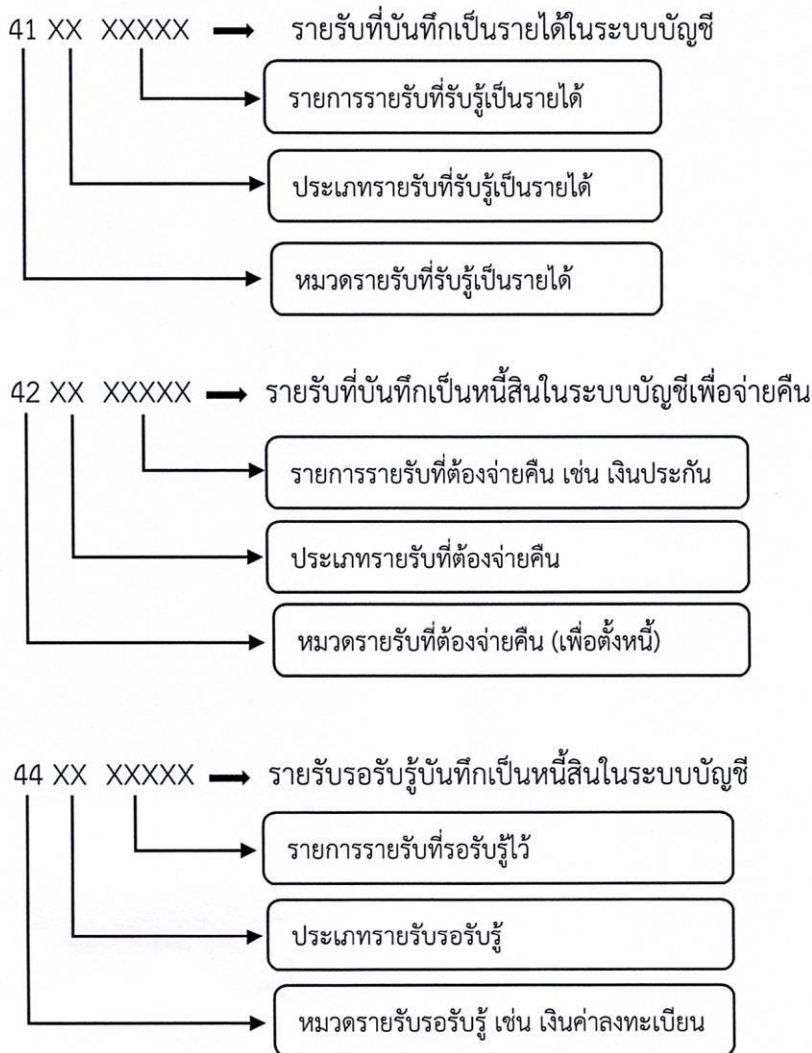 41 XX XXXXX ➡ รายรับที่บันทึกเป็นรายได้ในระบบบัญชี
รายการรายรับที่รับรู้เป็นรายได้
ประเภทรายรับที่รับรู้เป็นรายได้
หมวดรายรับที่รับรู้เป็นรายได้
42 XX XXXXX ➡ รายรับที่บันทึกเป็นหนี้สินในระบบบัญชีเพื่อจ่ายคืน
รายการรายรับที่ต้องจ่ายคืน เช่น เงินประกัน
ประเภทรายรับที่ต้องจ่ายคืน
หมวดรายรับที่ต้องจ่ายคืน (เพื่อตั้งหนี้)
44 XX XXXXX ➡ รายรับรอรับรู้บันทึกเป็นหนี้สินในระบบบัญชี
รายการรายรับที่รอรับรู้ไว้
ประเภทรายรับรอรับรู้
หมวดรายรับรอรับรู้ เช่น เงินค่าลงทะเบียน